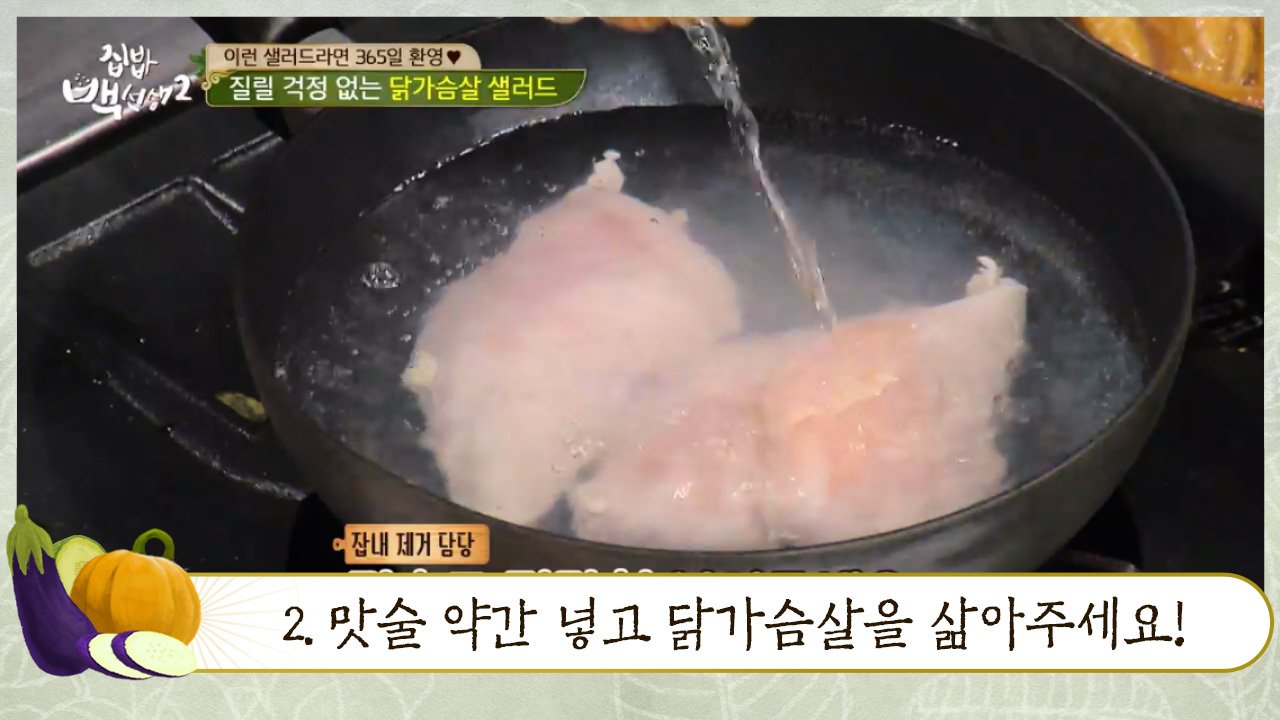 집밥
백선생2
이런 샐러드라면 365일 환영♥
질릴 걱정 없는 닭가슴살 샐러드
잡내 제거 담당
2. 맛술 약간 넣고 닭가슴살을 삶아주세요!